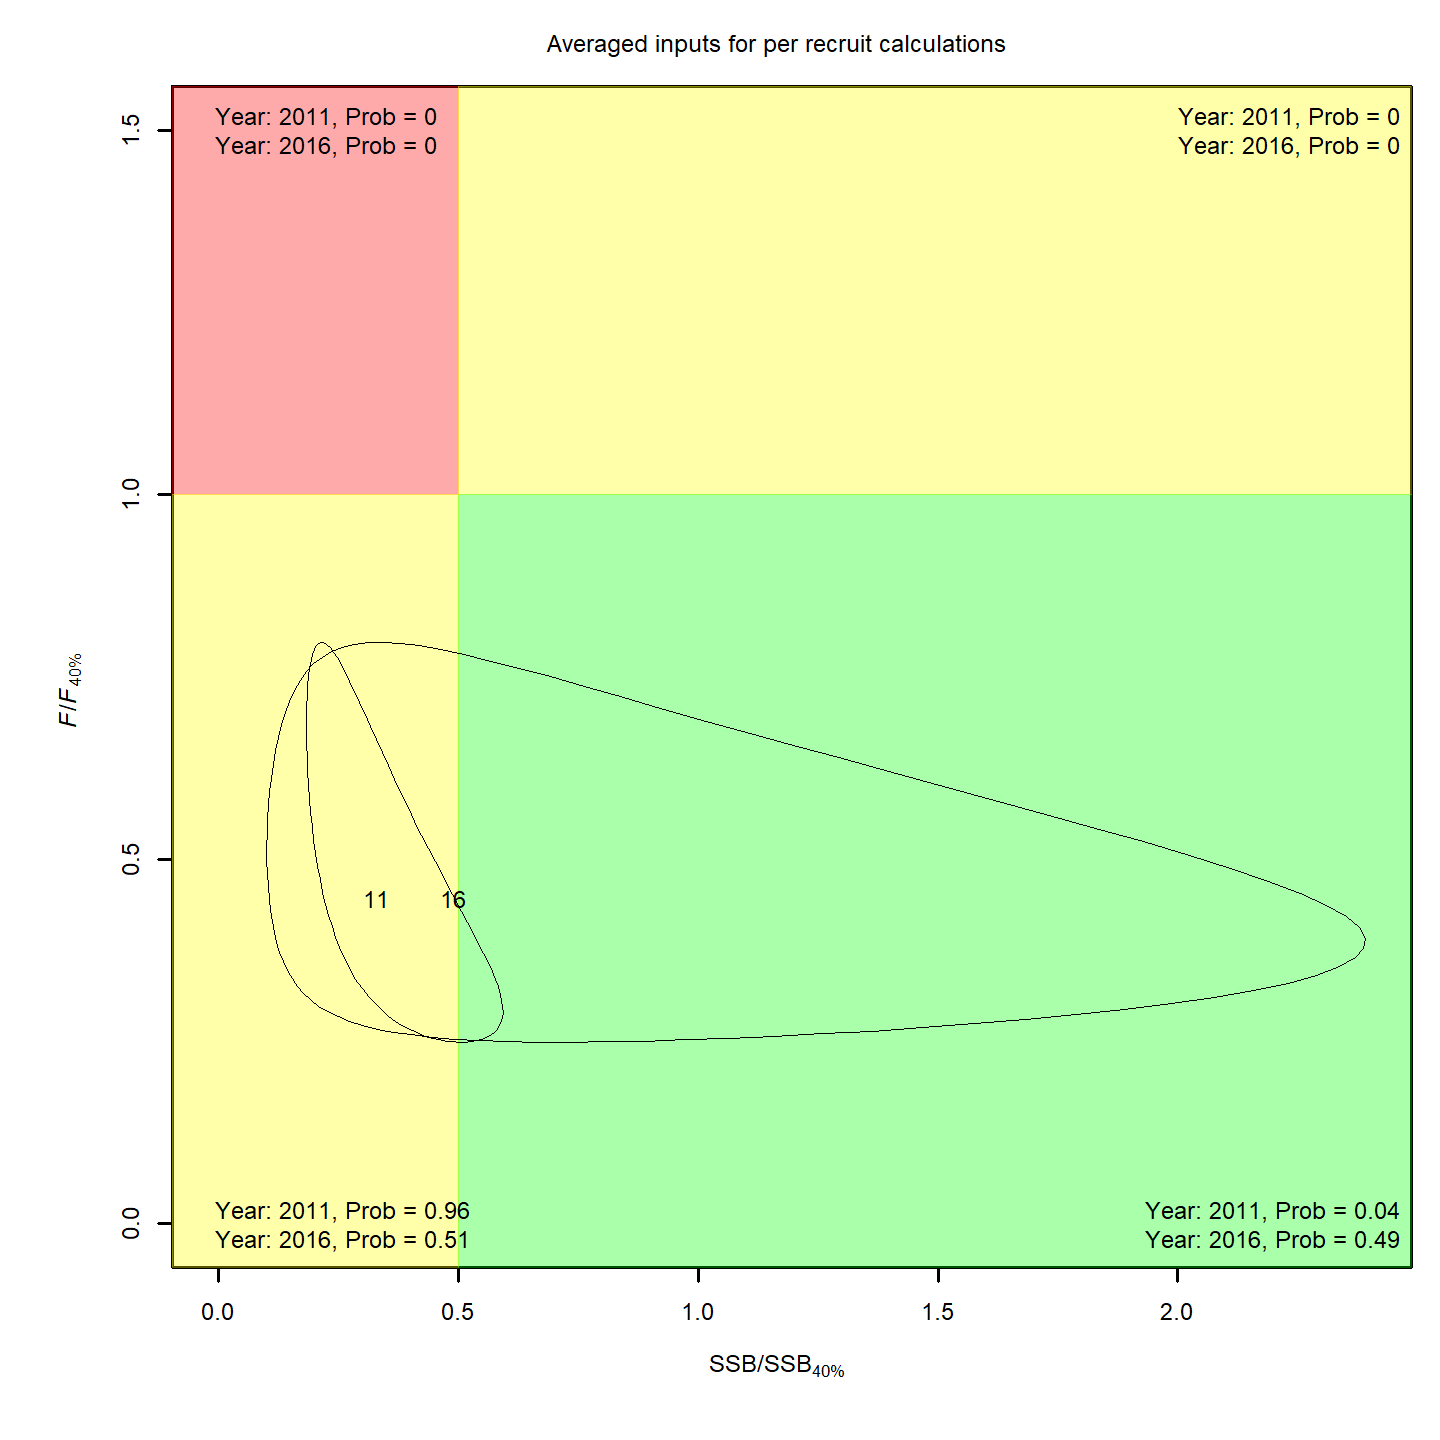 Averaged inputs for per recruit calculations
Year: 2011, Prob = 0
Year: 2016, Prob = 0
Year: 2011, Prob = 0
Year: 2016, Prob = 0
1.5
1.0
0.5
0.0
F/F40%
11
16
Year: 2011, Prob = 0.96
Year: 2016, Prob = 0.51
Year: 2011, Prob = 0.04
Year: 2016, Prob = 0.49
0.0 0.5 1.0 1.5 2.0
SSB/SSB40%